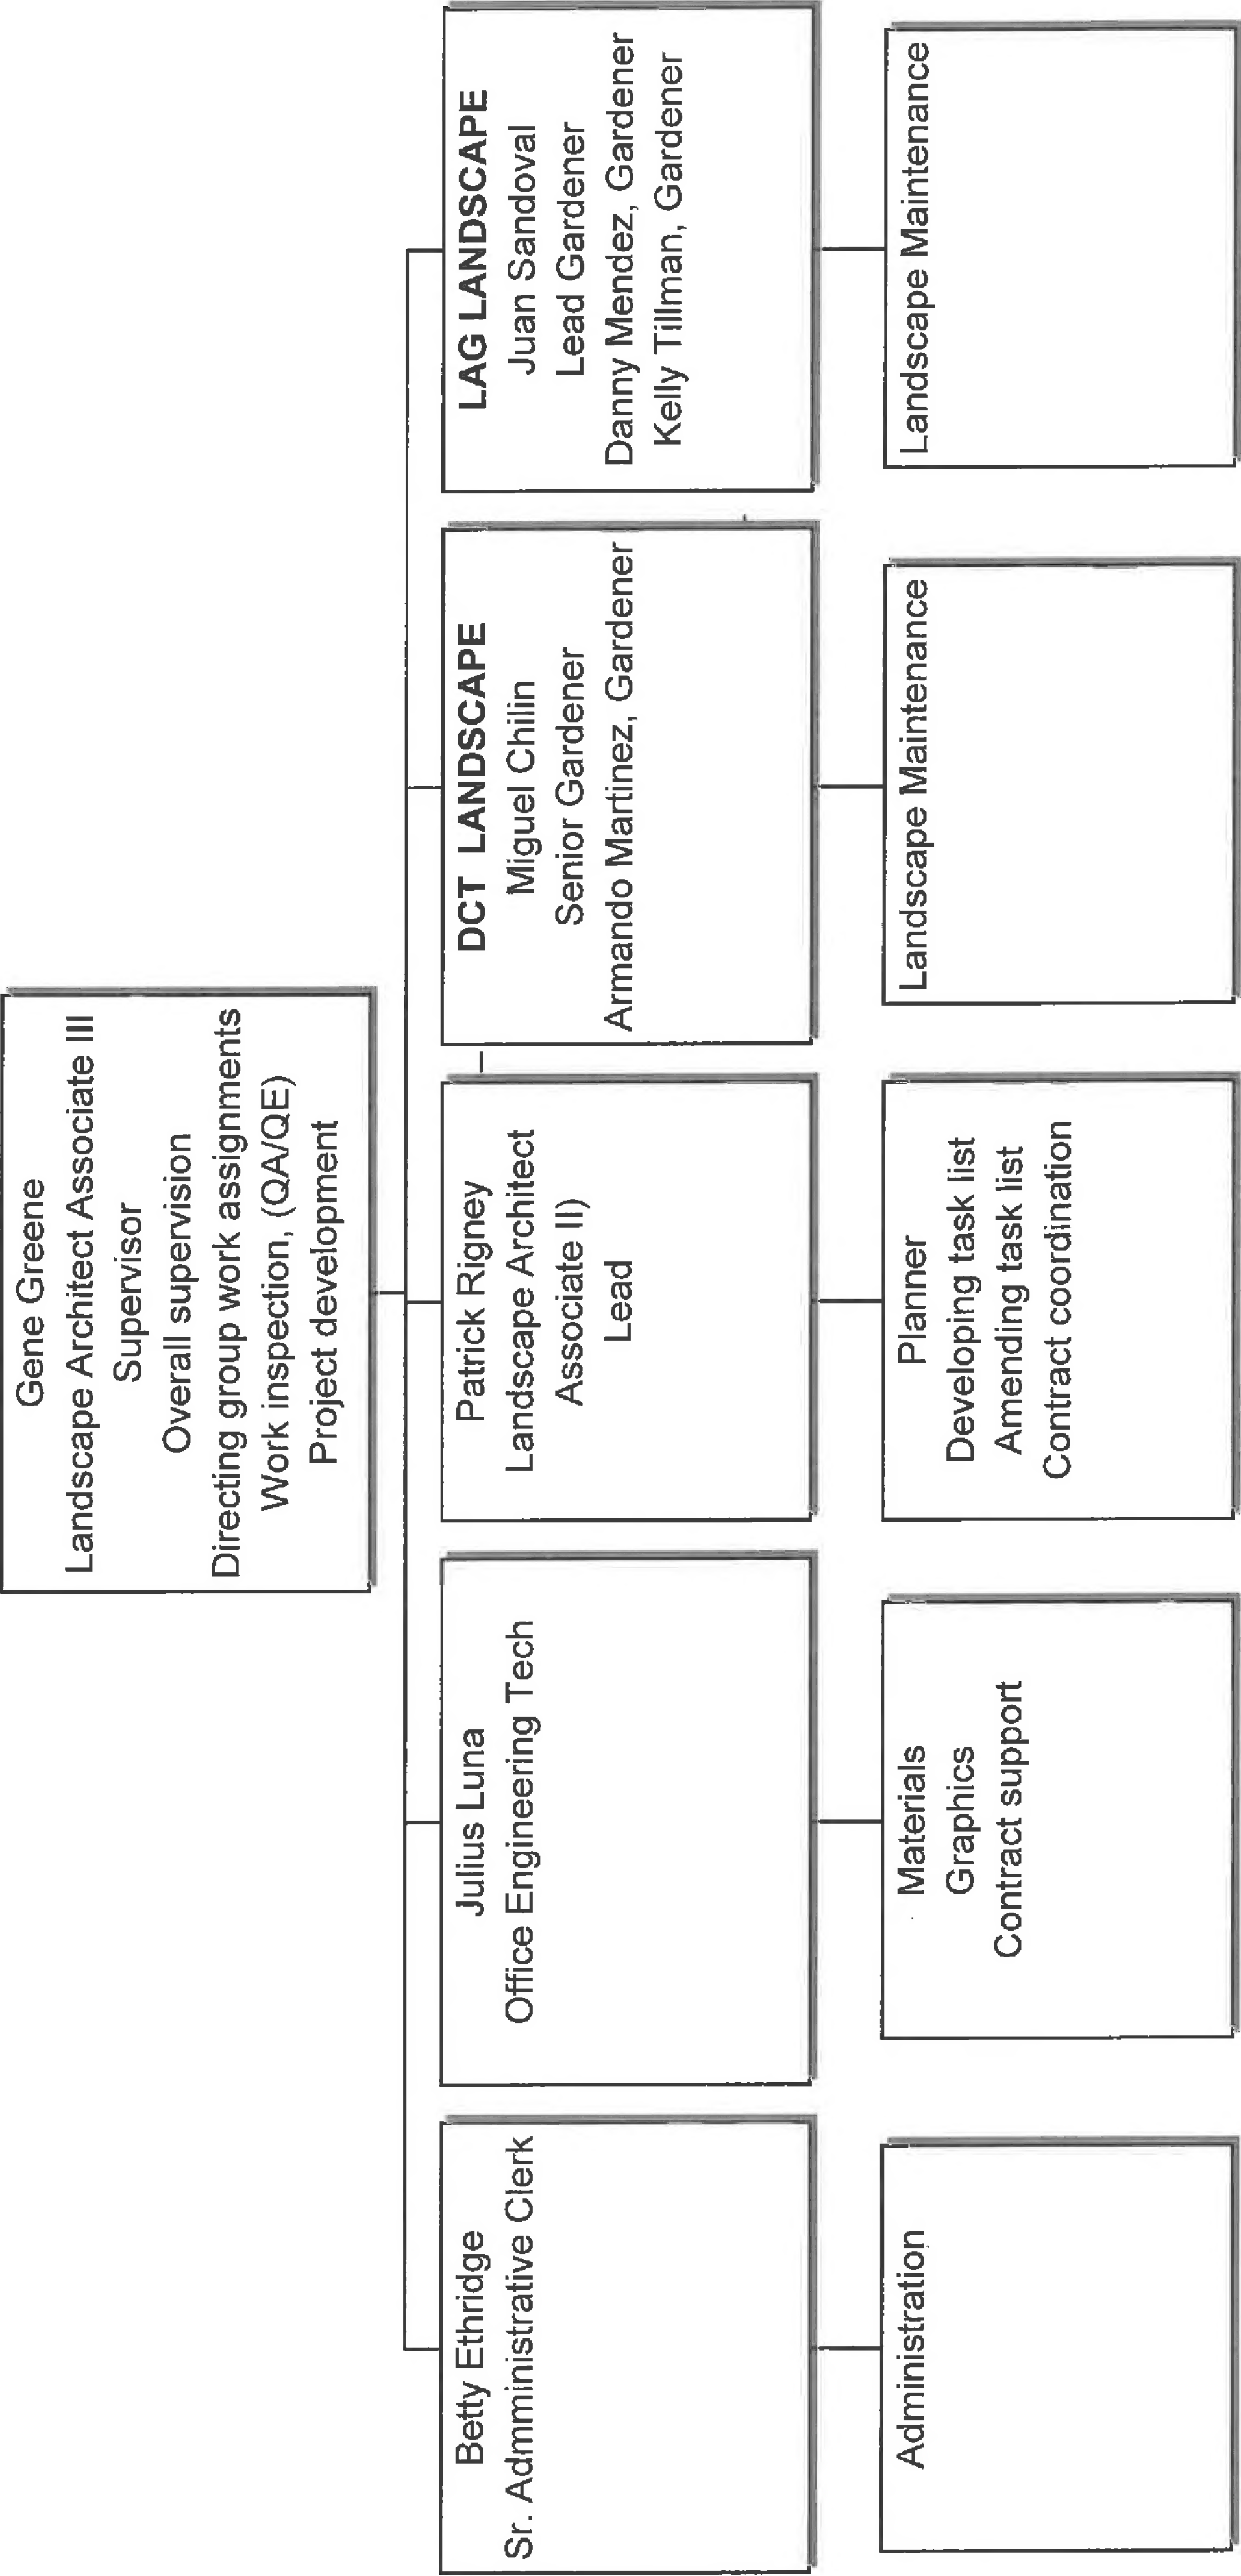 Gene Greene
Landscape Architect Associate III
Supervisor
Overall supervision
Directing group work assignments
Work inspection, (QA/QE)
Project development
Betty Ethridge
Sr. Admministrative Clerk
Julius Luna
Office Engineering Tech
Patrick Rigney
Landscape Architect
Associate II)
Lead
DCT LANDSCAPE
Miguel Chilin
Senior Gardener
Armando Martinez, Gardener
LAG LANDSCAPE
Juan Sandoval
Lead Gardener
Danny Mendez, Gardener
Kelly Tillman, Gardener
Administration
Materials
Graphics
Contract support
Planner
Developing task list
Amending task list
Contract coordination
Landscape Maintenance
Landscape Maintenance